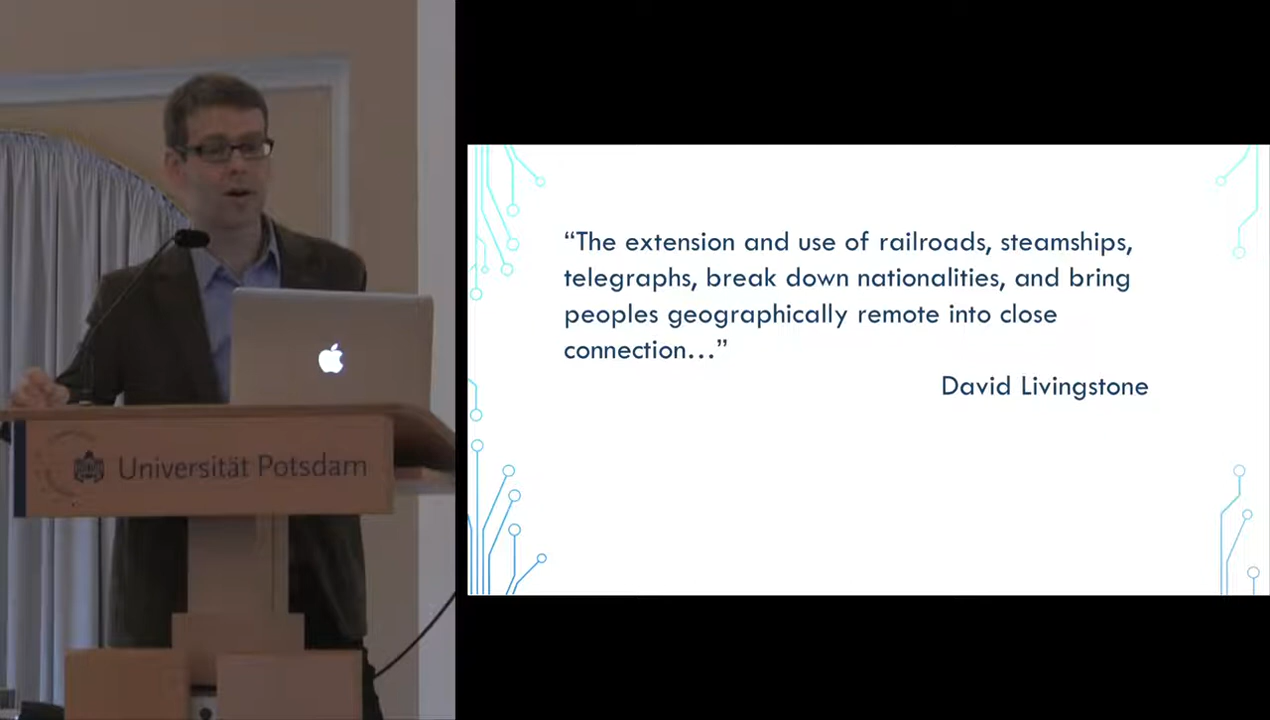 “The extension and use of railroads, steamships,
telegraphs, break down nationalities, and bring
peoples geographically remote into close
connection…”
David Livingstone
Universität Potsdam